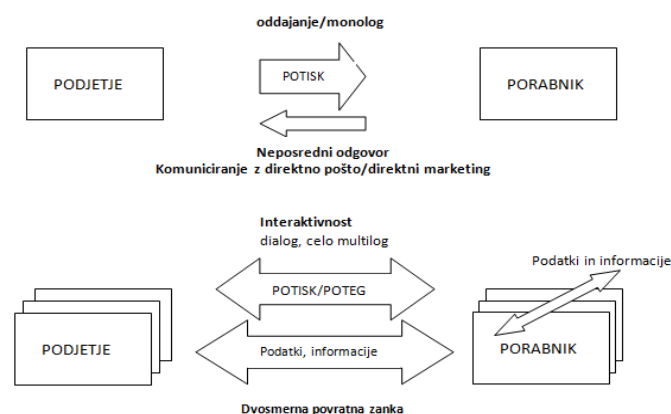 oddajanje/monolog
PODJETJE
POTISK
PORABNIK
Neposredni odgovor
Komuniciranje z direktno pošto/direktni marketing
Interaktivnost
dialog, celo multilog
Podatki in informacije
POTISK/POTEG
PODJETJE
Podatki, informacije
PORABNIK
Dvosmerna povratna zanka